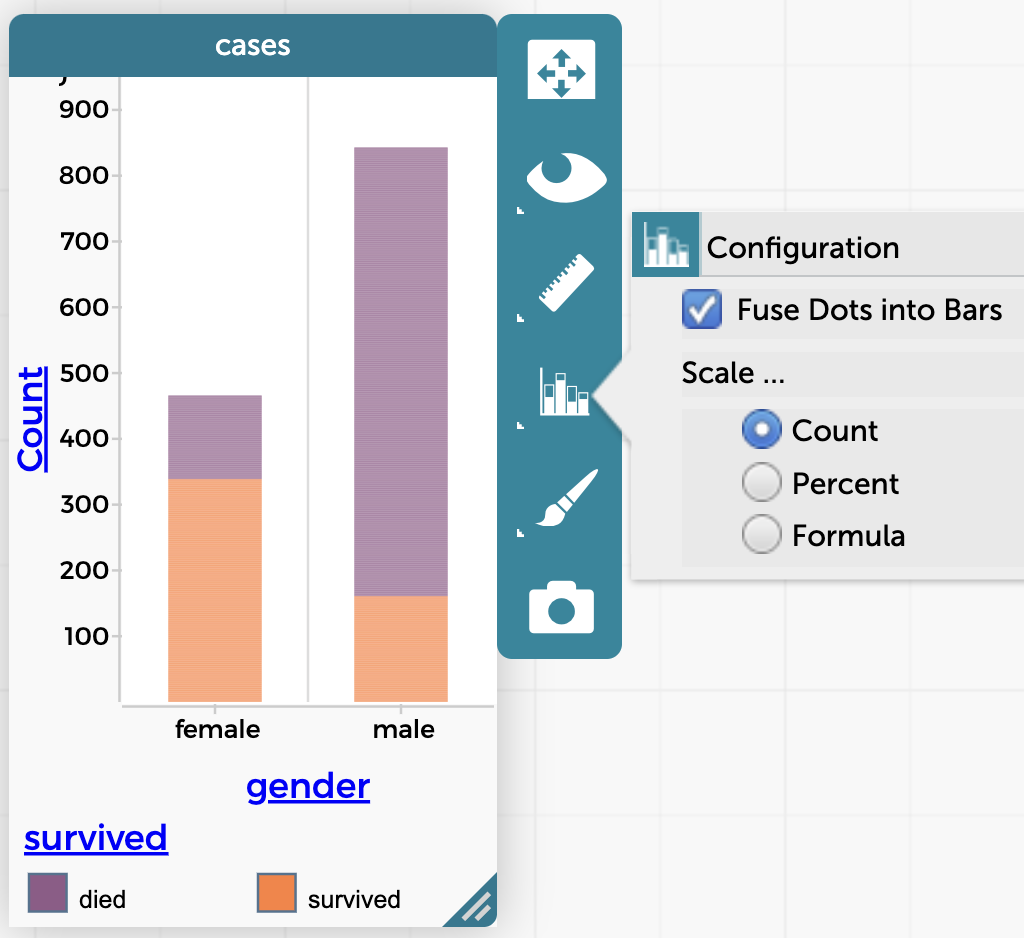 cases
900
800
700
600
500
400
300
200
100
Count
female
male
gender
survived
died
survived
Configuration
Fuse Dots into Bars
Scale ...
Count
Percent
Formula